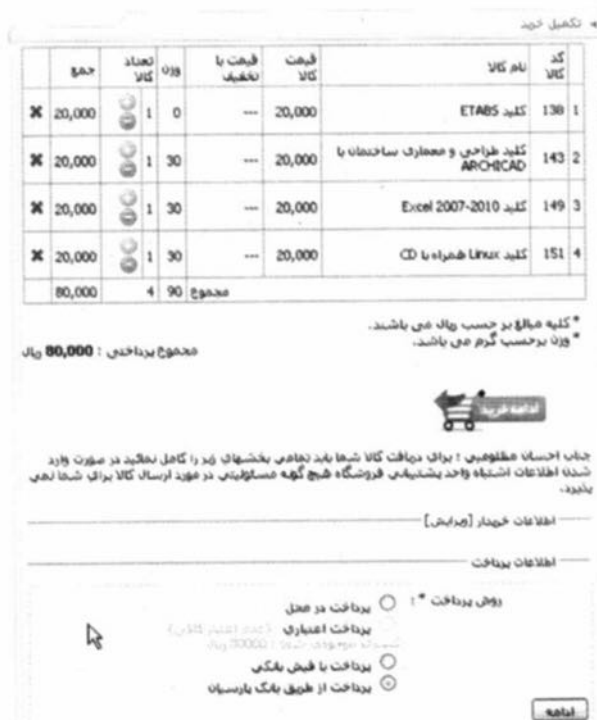 تکمیل خرید
کد کالا	نام کالا	قیمت کالا	قیمت با تخفیف	وزن	تعداد کالا	جمع
1	138	کلید ETABS	20,000	---	0	1	20,000
2	143	کلید طراحی و معماری ساختمان با ARCHICAD	20,000	---	30	1	20,000
3	149	کلید Excel 2007-2010	20,000	---	30	1	20,000
4	151	کلید Linux همراه با CD	20,000	---	30	1	20,000
مجموع	90	4	80,000
*کلیه مبالغ بر حسب ریال می باشند.
*وزن برحسب گرم می باشد.
مجموع پرداختی : 80,000 ریال
ادامه خرید
جناب احسان مظلومی : برای دریافت کالا شما باید تمامی بخشهای زیر را کامل نمائید در صورت وارد
شدن اطلاعات اشتباه واحد پشتیبانی فروشگاه هیچ گونه مسئولیتی در مورد ارسال کالا برای شما نمی
پذیرد.
اطلاعات خریدار [ویرایش]
اطلاعات پرداخت
روش پرداخت * :
پرداخت در محل
پرداخت اعتباری
پرداخت با فیش بانکی
پرداخت از طریق بانک پارسیان
ادامه